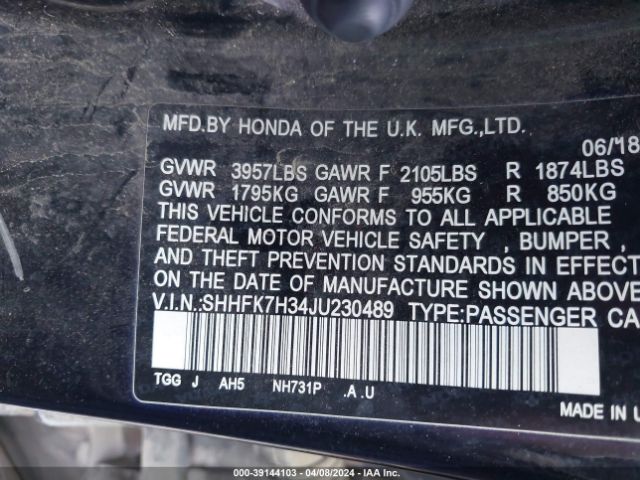 MFD.BY HONDA OF THE U.K. MFG.,LTD.
06/18
GVWR 3957LBS GAWR F 2105LBS R 1874LBS
GVWR 1795KG GAWR F 955KG R 850KG
THIS VEHICLE CONFORMS TO ALL APPLICABLE
FEDERAL MOTOR VEHICLE SAFETY , BUMPER ,
AND THEFT PREVENTION STANDARDS IN EFFECT
ON THE DATE OF MANUFACTURE SHOWN ABOVE
V.I.N.:SHHFK7H34JU230489 TYPE:PASSENGER CA
TGG J AH5 NH731P .A .U
MADE IN U
000-39144103 | 04/08/2024 | IAA Inc.